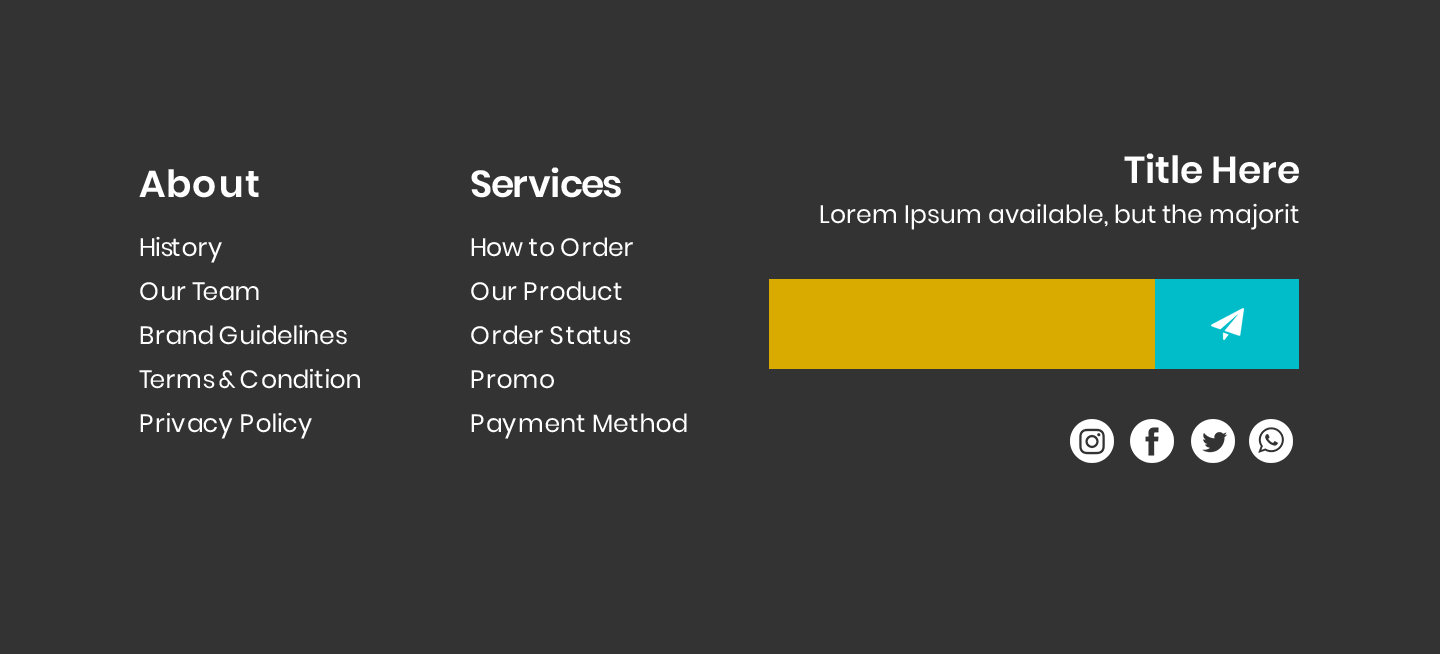 About
History
Our Team
Brand Guidelines
Terms & Condition
Privacy Policy
Services
How to Order
Our Product
Order Status
Promo
Payment Method
Title Here
Lorem Ipsum available, but the majorit